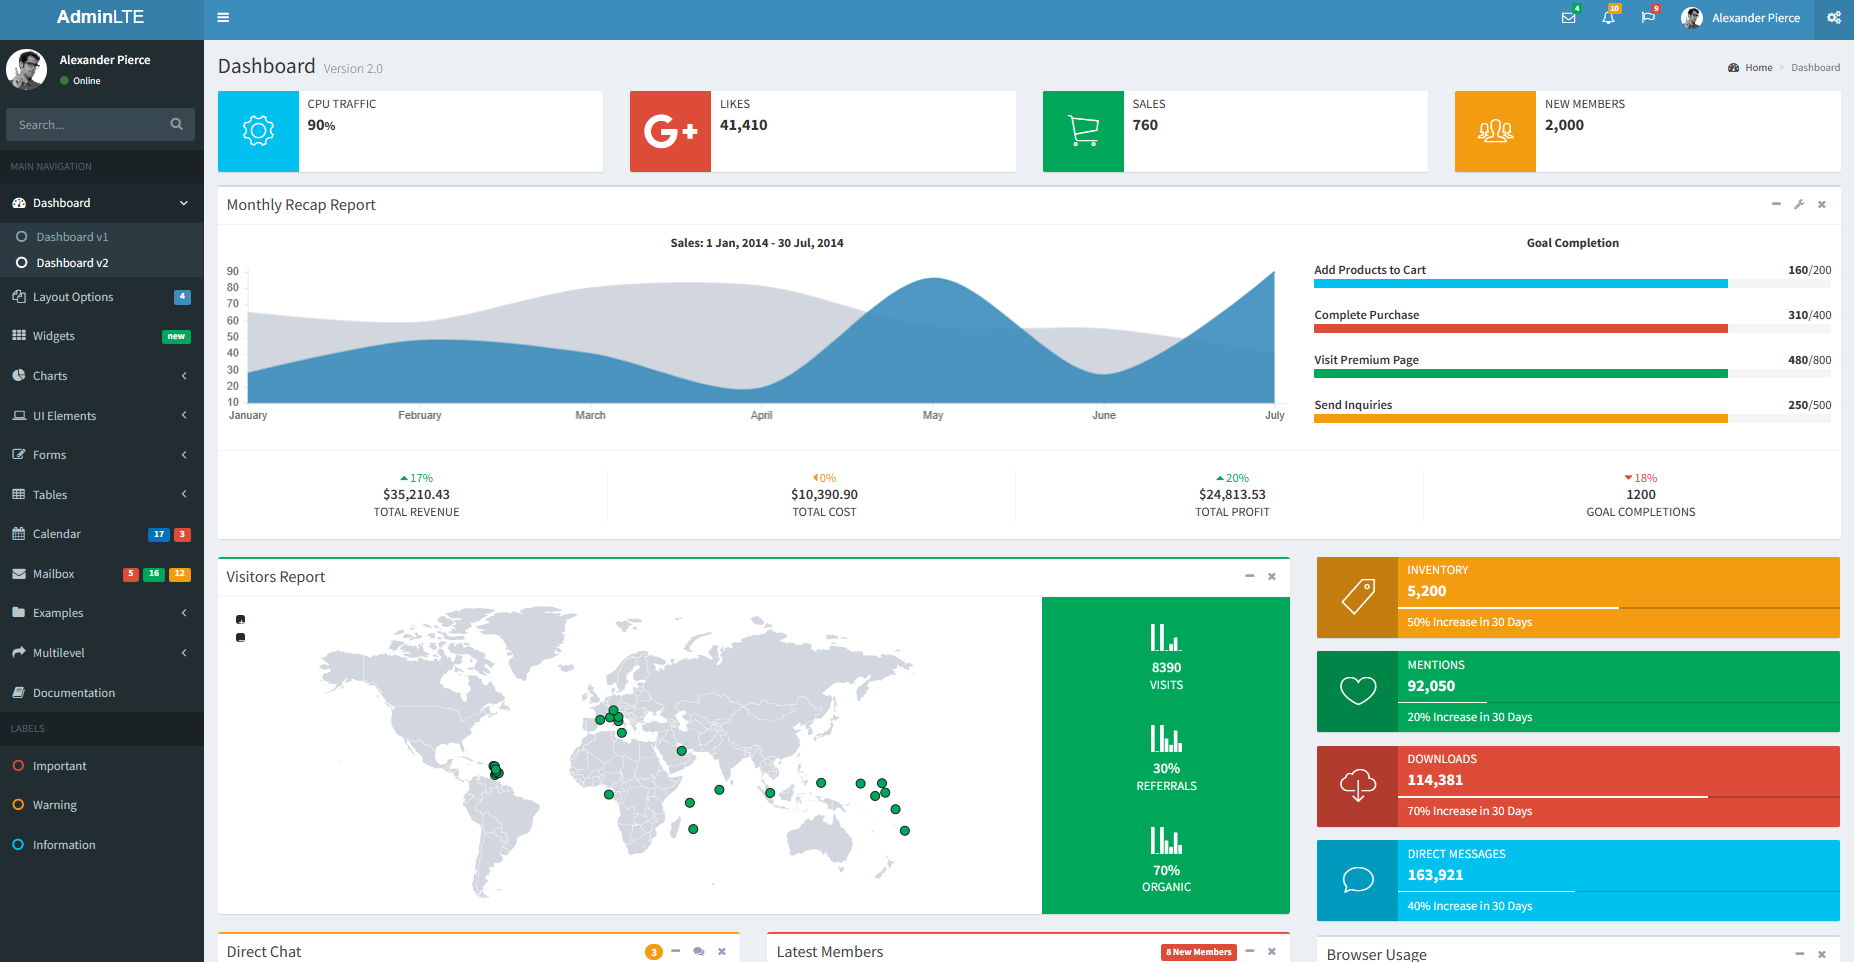 AdminLTE
4
10
9
Alexander Pierce
Alexander Pierce
Online
Search...
MAIN NAVIGATION
Dashboard
Dashboard v1
Dashboard v2
Layout Options 4
Widgets new
Charts
UI Elements
Forms
Tables
Calendar 17 3
Mailbox 5 16 12
Examples
Multilevel
Documentation
LABELS
Important
Warning
Information
Dashboard Version 2.0
Home > Dashboard
CPU TRAFFIC
90%
G+
LIKES
41,410
SALES
760
NEW MEMBERS
2,000
Monthly Recap Report
Sales: 1 Jan, 2014 - 30 Jul, 2014
90
80
70
60
50
40
30
20
10
January February March April May June July
Goal Completion
Add Products to Cart 160/200
Complete Purchase 310/400
Visit Premium Page 480/800
Send Inquiries 250/500
17%
$35,210.43
TOTAL REVENUE
0%
$10,390.90
TOTAL COST
20%
$24,813.53
TOTAL PROFIT
18%
1200
GOAL COMPLETIONS
Visitors Report
+
−
8390
VISITS
30%
REFERRALS
70%
ORGANIC
INVENTORY
5,200
50% Increase in 30 Days
MENTIONS
92,050
20% Increase in 30 Days
DOWNLOADS
114,381
70% Increase in 30 Days
DIRECT MESSAGES
163,921
40% Increase in 30 Days
Direct Chat 3
Latest Members 8 New Members
Browser Usage